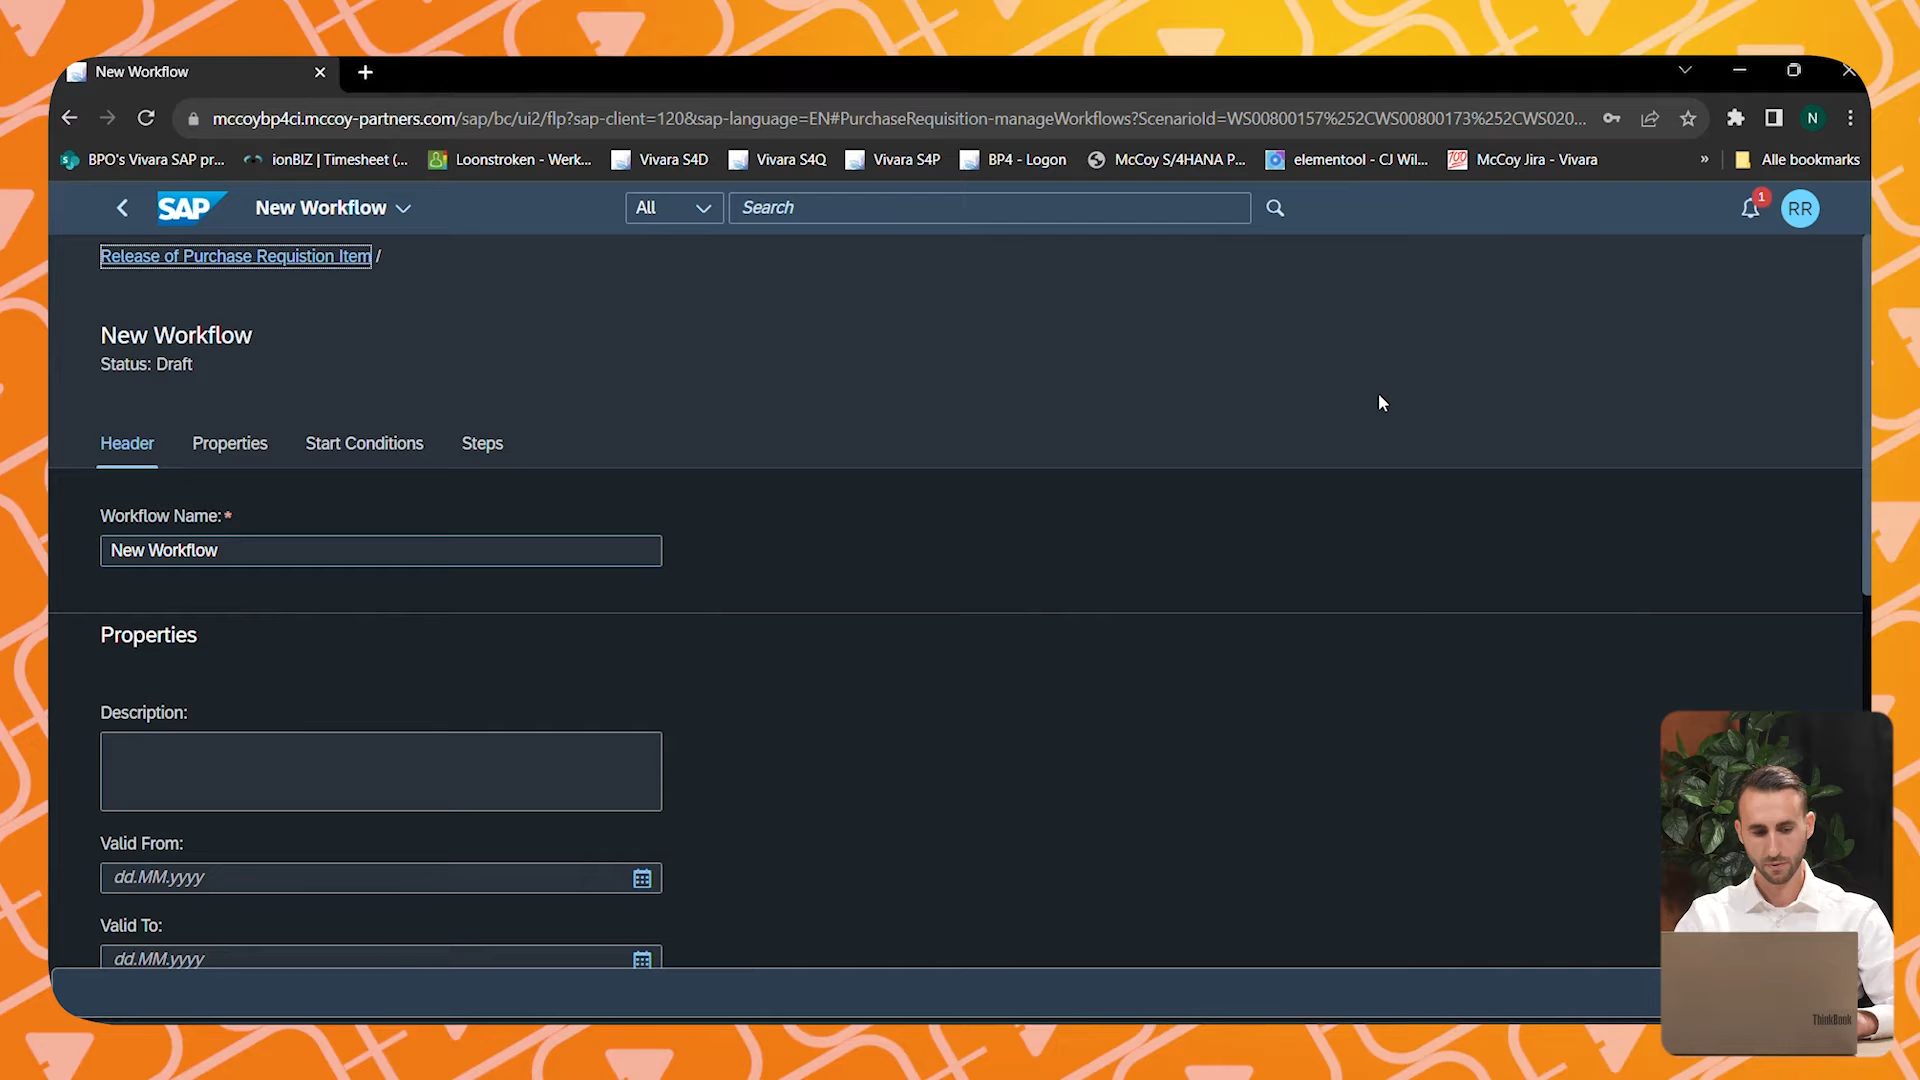 New Workflow
mccoybp4ci.mccoy-partners.com/sap/bc/ui2/flp?sap-client=120&sap-language=EN#PurchaseRequisition-manageWorkflows?ScenarioId=WS00800157%252CWS00800173%252CWS020...
N
BPO's Vivara SAP pr...
ionBIZ | Timesheet (...
Loonstroken - Werk...
Vivara S4D
Vivara S4Q
Vivara S4P
BP4 - Logon
McCoy S/4HANA P...
elementool - CJ Wil...
100
McCoy Jira - Vivara
»
Alle bookmarks
SAP
New Workflow
All
Search
1
RR
Release of Purchase Requistion Item /
New Workflow
Status: Draft
Header
Properties
Start Conditions
Steps
Workflow Name:*
New Workflow
Properties
Description:
Valid From:
dd.MM.yyyy
Valid To:
dd.MM.yyyy
ThinkBook